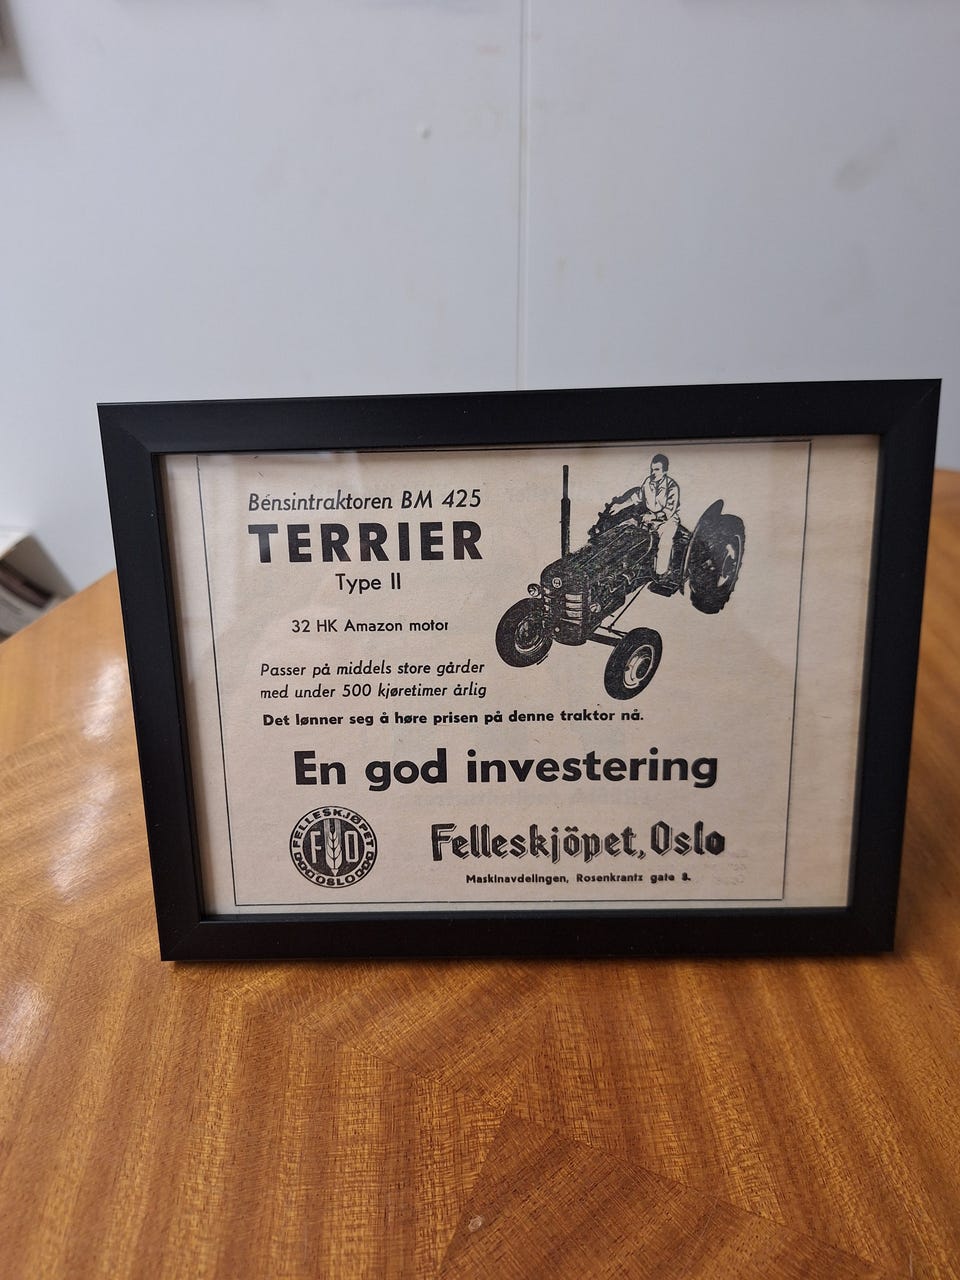 Bensintraktoren BM 425
TERRIER
Type II
32 HK Amazon motor
Passer på middels store gårder
med under 500 kjøretimer årlig
Det lønner seg å høre prisen på denne traktor nå.
En god investering
FELLESKJØPET
F O
OSLO
Felleskjöpet, Oslo
Maskinavdelingen, Rosenkrantz gate 8.